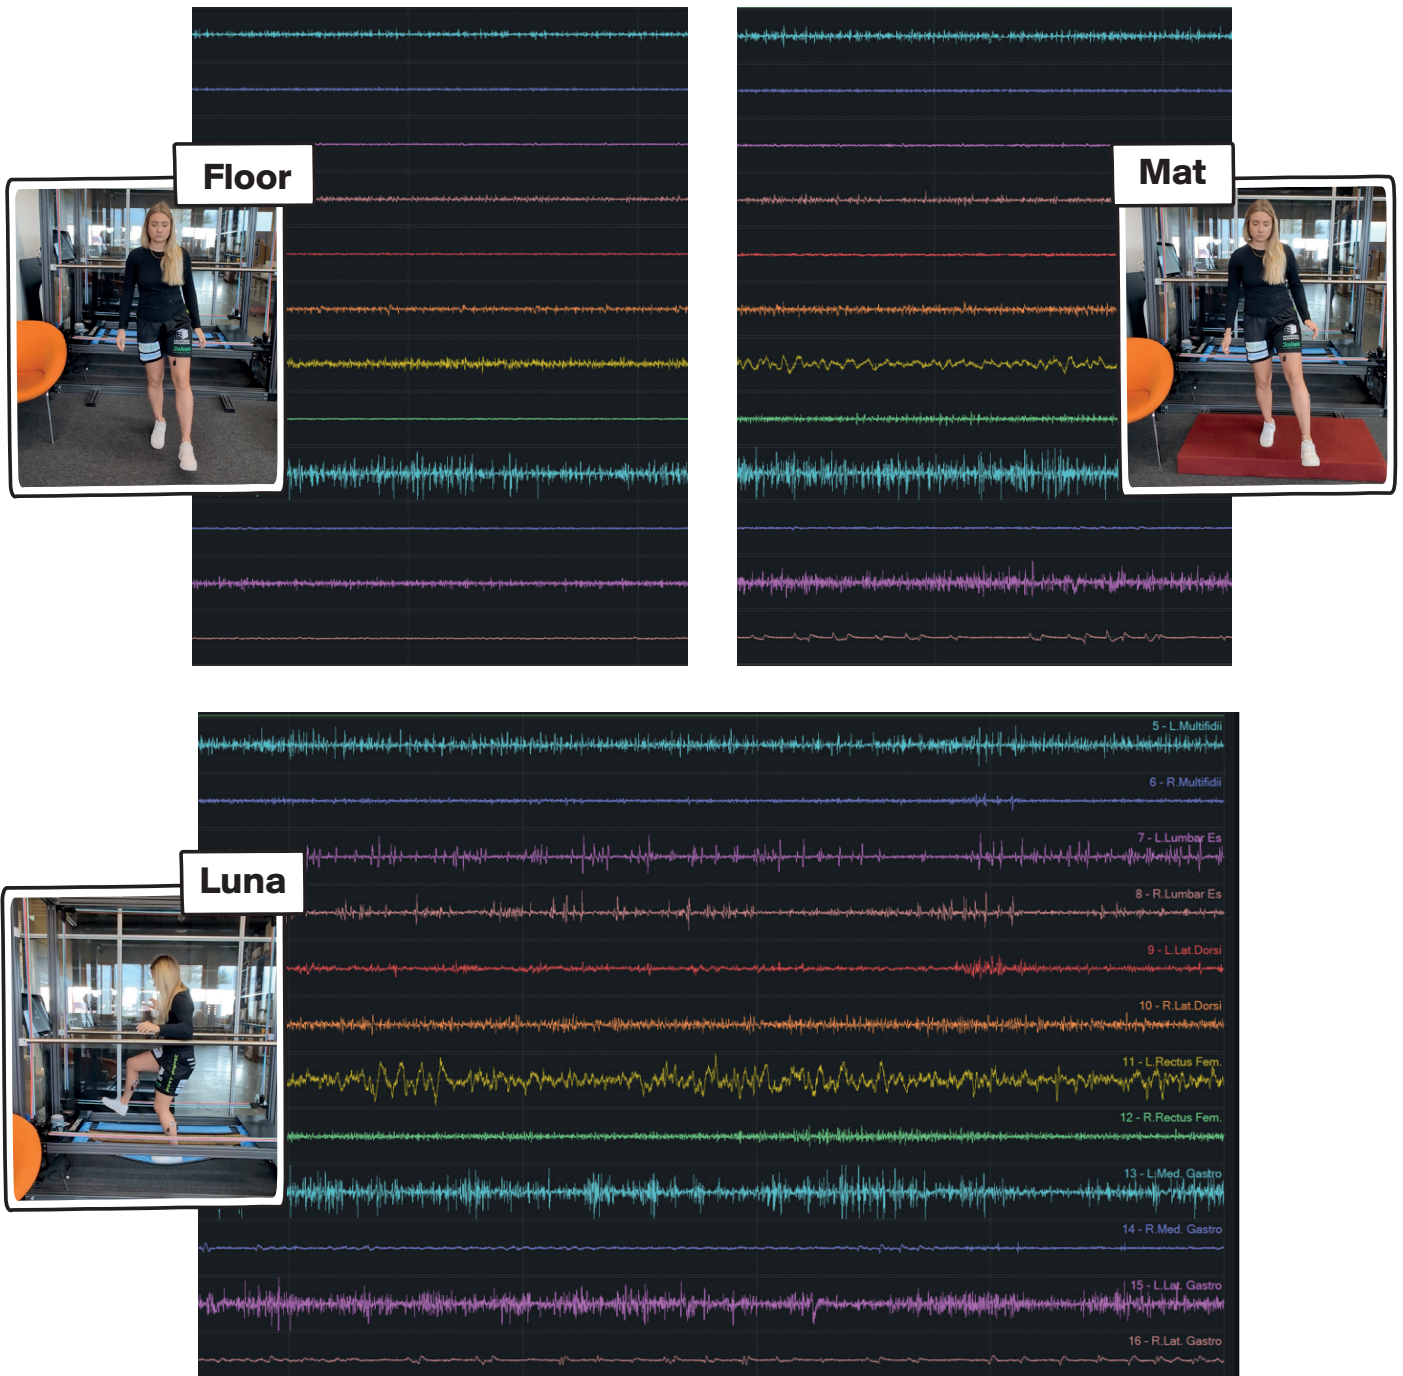 Floor
Mat
Luna
5 - L.Multifidii
6 - R.Multifidii
7 - L.Lumbar Es
8 - R.Lumbar Es
9 - L.Lat.Dorsi
10 - R.Lat.Dorsi
11 - L.Rectus Fem.
12 - R.Rectus Fem.
13 - L.Med. Gastro
14 - R.Med. Gastro
15 - L.Lat. Gastro
16 - R.Lat. Gastro